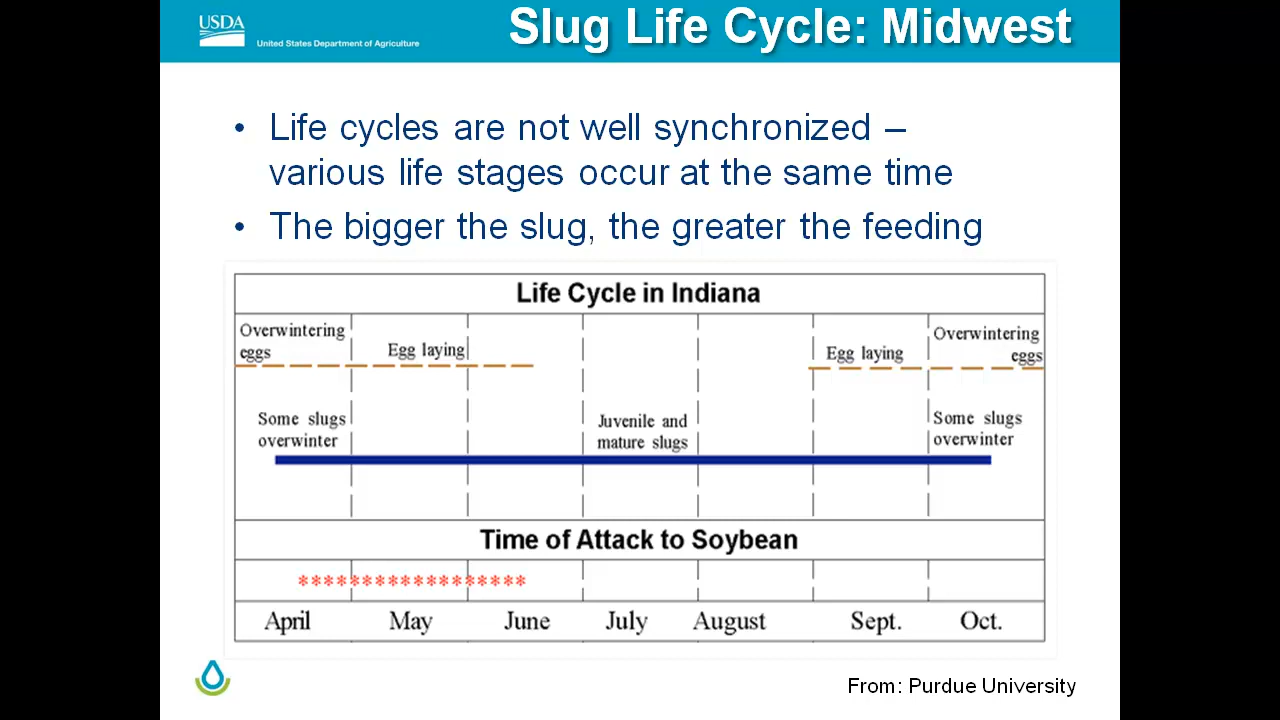 USDA
United States Department of Agriculture
Slug Life Cycle: Midwest
• Life cycles are not well synchronized –
various life stages occur at the same time
• The bigger the slug, the greater the feeding
Life Cycle in Indiana
Overwintering
eggs
Egg laying
Egg laying
Overwintering
eggs
Some slugs
overwinter
Juvenile and
mature slugs
Some slugs
overwinter
Time of Attack to Soybean
******************
April May June July August Sept. Oct.
From: Purdue University